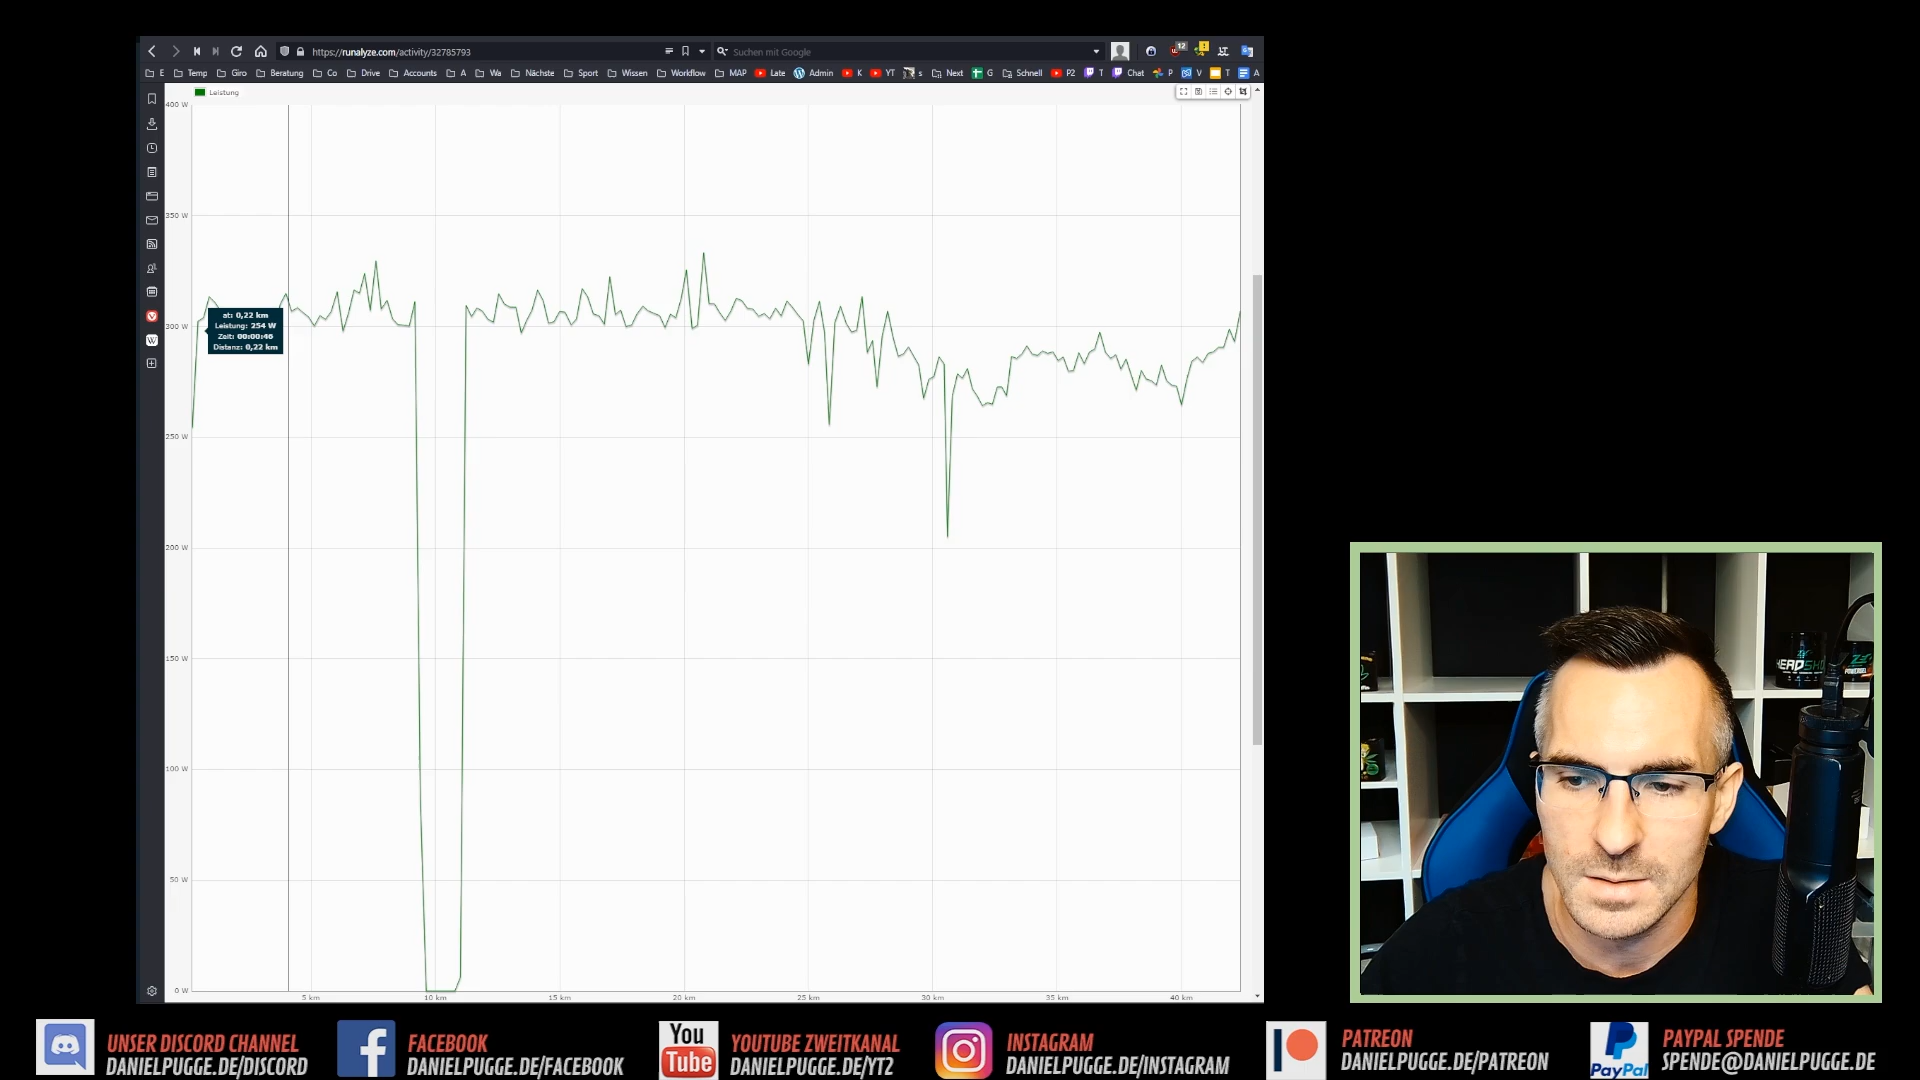 https://runalyze.com/activity/32785793
Suchen mit Google
12
E Temp Giro Beratung Co Drive Accounts A Wa Nächste Sport Wissen Workflow MAP Late Admin K YT s Next G Schnell P2 T Chat P V T A
Leistung
400 W
350 W
300 W
250 W
200 W
150 W
100 W
50 W
0 W
at: 0,22 km
Leistung: 254 W
Zeit: 00:00:46
Distanz: 0,22 km
5 km 10 km 15 km 20 km 25 km 30 km 35 km 40 km
HEADSH
UNSER DISCORD CHANNEL
DANIELPUGGE.DE/DISCORD
FACEBOOK
DANIELPUGGE.DE/FACEBOOK
You
Tube
YOUTUBE ZWEITKANAL
DANIELPUGGE.DE/YT2
INSTAGRAM
DANIELPUGGE.DE/INSTAGRAM
PATREON
DANIELPUGGE.DE/PATREON
PayPal
PAYPAL SPENDE
SPENDE@DANIELPUGGE.DE